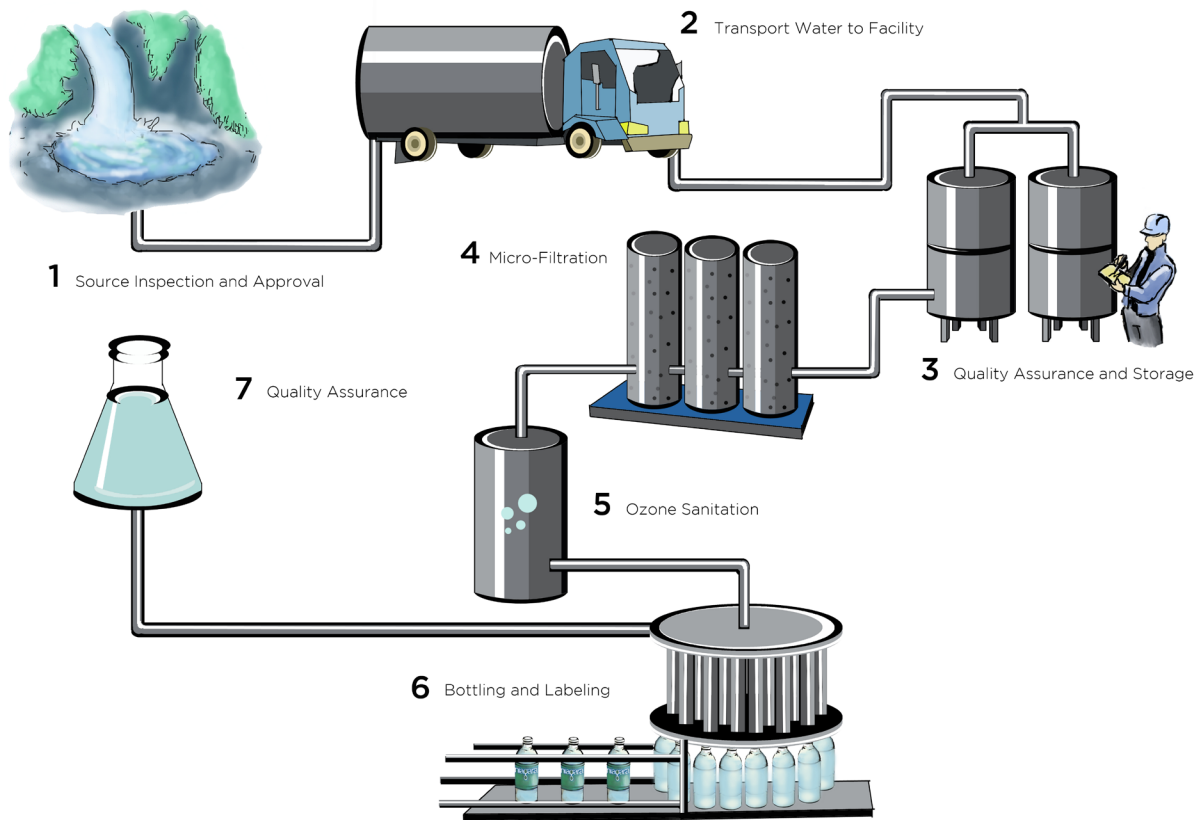 1 Source Inspection and Approval
2 Transport Water to Facility
3 Quality Assurance and Storage
4 Micro-Filtration
5 Ozone Sanitation
6 Bottling and Labeling
7 Quality Assurance